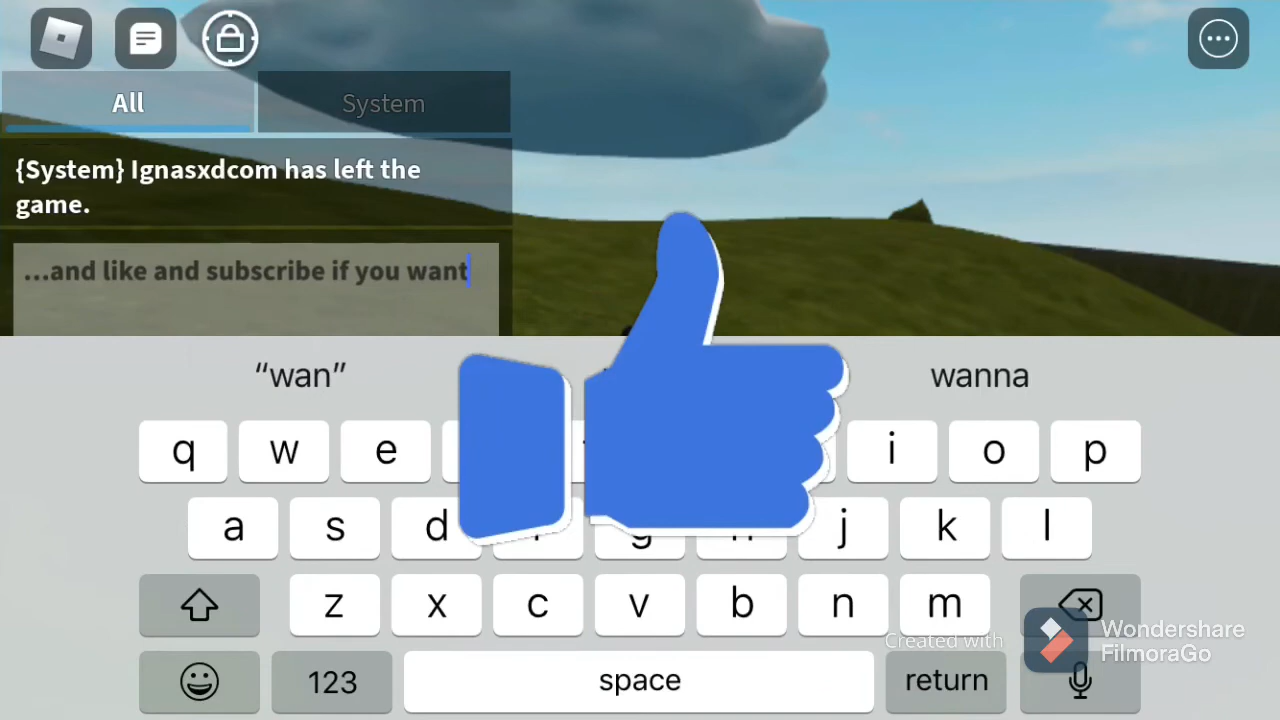 All
System
{System} Ignasxdcom has left the
game.
...and like and subscribe if you want
“wan”
wanna
q w e i o p
a s d g j k l
z x c v b n m
Created with
Wondershare
FilmoraGo
123
space
return